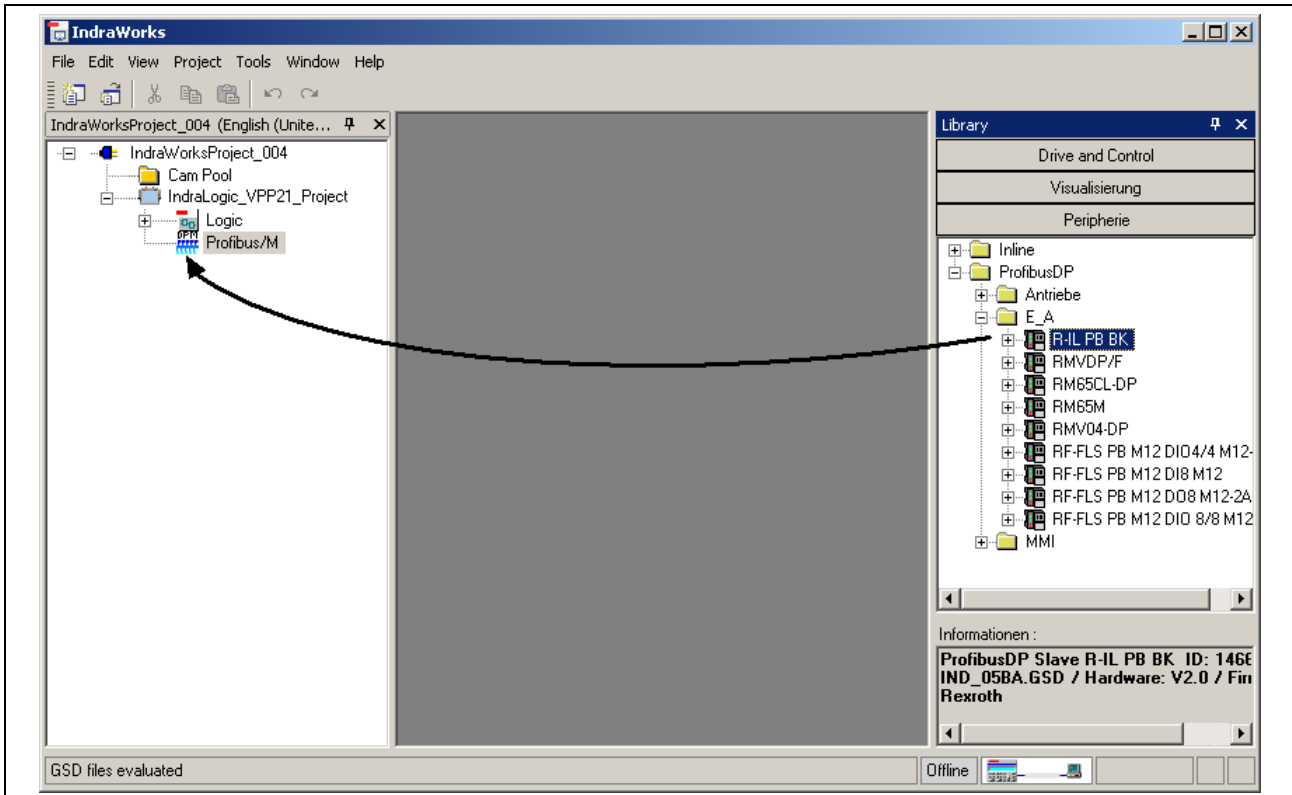 IndraWorks
File Edit View Project Tools Window Help
IndraWorksProject_004 (English (Unite...
IndraWorksProject_004
Cam Pool
IndraLogic_VPP21_Project
Logic
DPM
Profibus/M
Library
Drive and Control
Visualisierung
Peripherie
Inline
ProfibusDP
Antriebe
E_A
R-IL PB BK
RMVDP/F
RM65CL-DP
RM65M
RMV04-DP
RF-FLS PB M12 DIO4/4 M12-
RF-FLS PB M12 DI8 M12
RF-FLS PB M12 DO8 M12-2A
RF-FLS PB M12 DIO 8/8 M12
MMI
Informationen :
ProfibusDP Slave R-IL PB BK ID: 1466
IND_05BA.GSD / Hardware: V2.0 / Fir
Rexroth
GSD files evaluated
Offline